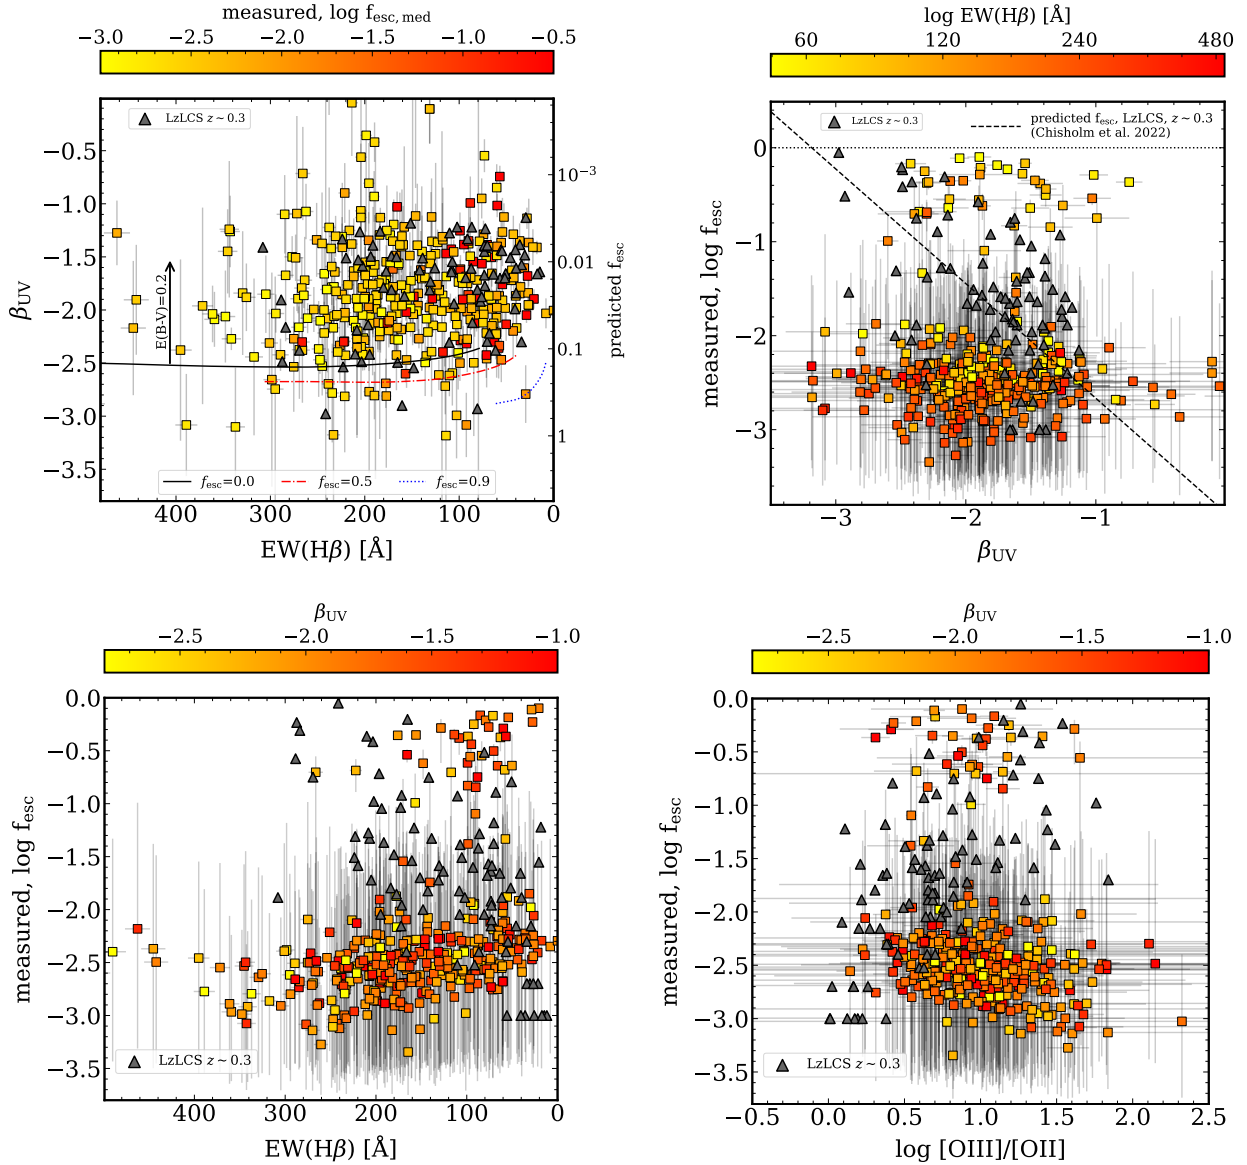 measured, log f_esc,med
−3.0 −2.5 −2.0 −1.5 −1.0 −0.5
LzLCS z ~ 0.3
−0.5
−1.0
−1.5
−2.0
−2.5
−3.0
−3.5
β_UV
E(B-V)=0.2
10⁻³
0.01
0.1
1
predicted f_esc
f_esc=0.0 f_esc=0.5 f_esc=0.9
400 300 200 100 0
EW(Hβ) [Å]
log EW(Hβ) [Å]
60 120 240 480
LzLCS z ~ 0.3
predicted f_esc, LzLCS, z ~ 0.3
(Chisholm et al. 2022)
0
−1
−2
−3
measured, log f_esc
−3 −2 −1
β_UV
β_UV
−2.5 −2.0 −1.5 −1.0
0.0
−0.5
−1.0
−1.5
−2.0
−2.5
−3.0
−3.5
measured, log f_esc
LzLCS z ~ 0.3
400 300 200 100 0
EW(Hβ) [Å]
β_UV
−2.5 −2.0 −1.5 −1.0
0.0
−0.5
−1.0
−1.5
−2.0
−2.5
−3.0
−3.5
measured, log f_esc
LzLCS z ~ 0.3
−0.5 0.0 0.5 1.0 1.5 2.0 2.5
log [OIII]/[OII]